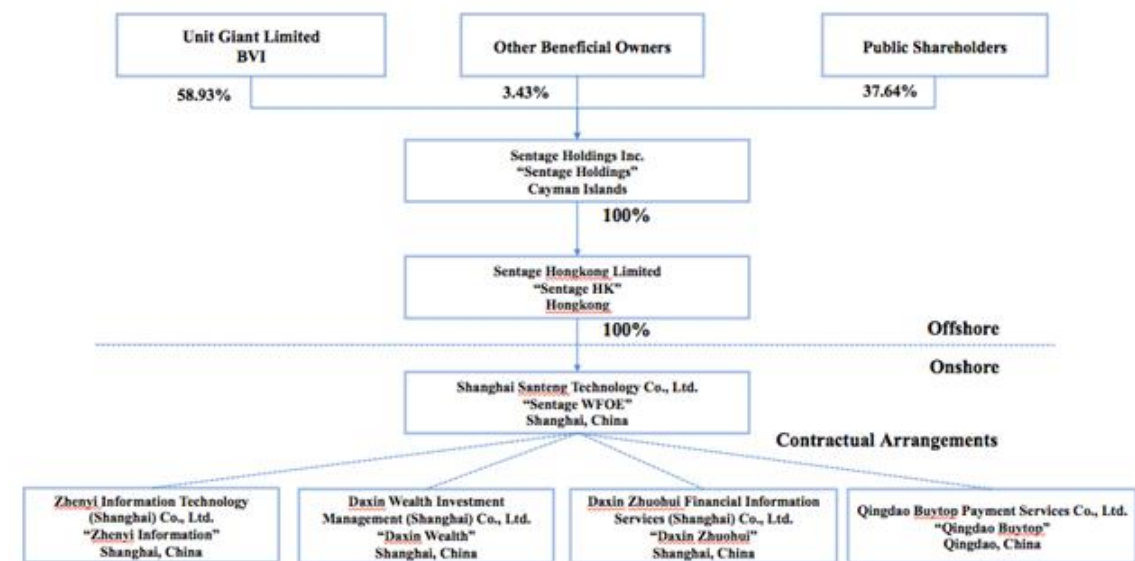 Unit Giant Limited
BVI
Other Beneficial Owners
Public Shareholders
58.93%
3.43%
37.64%
Sentage Holdings Inc.
“Sentage Holdings”
Cayman Islands
100%
Sentage Hongkong Limited
“Sentage HK”
Hongkong
100%
Offshore
Onshore
Shanghai Santeng Technology Co., Ltd.
“Sentage WFOE”
Shanghai, China
Contractual Arrangements
Zhenyi Information Technology
(Shanghai) Co., Ltd.
“Zhenyi Information”
Shanghai, China
Daxin Wealth Investment
Management (Shanghai) Co., Ltd.
“Daxin Wealth”
Shanghai, China
Daxin Zhuohui Financial Information
Services (Shanghai) Co., Ltd.
“Daxin Zhuohui”
Shanghai, China
Qingdao Buytop Payment Services Co., Ltd.
“Qingdao Buytop”
Qingdao, China